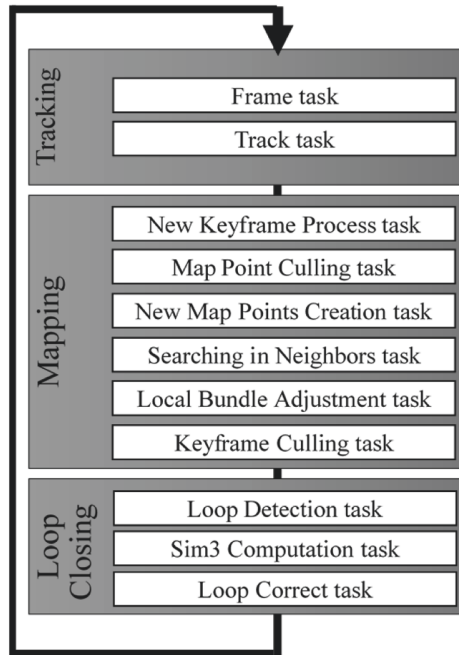 Tracking
Frame task
Track task
Mapping
New Keyframe Process task
Map Point Culling task
New Map Points Creation task
Searching in Neighbors task
Local Bundle Adjustment task
Keyframe Culling task
Loop
Closing
Loop Detection task
Sim3 Computation task
Loop Correct task